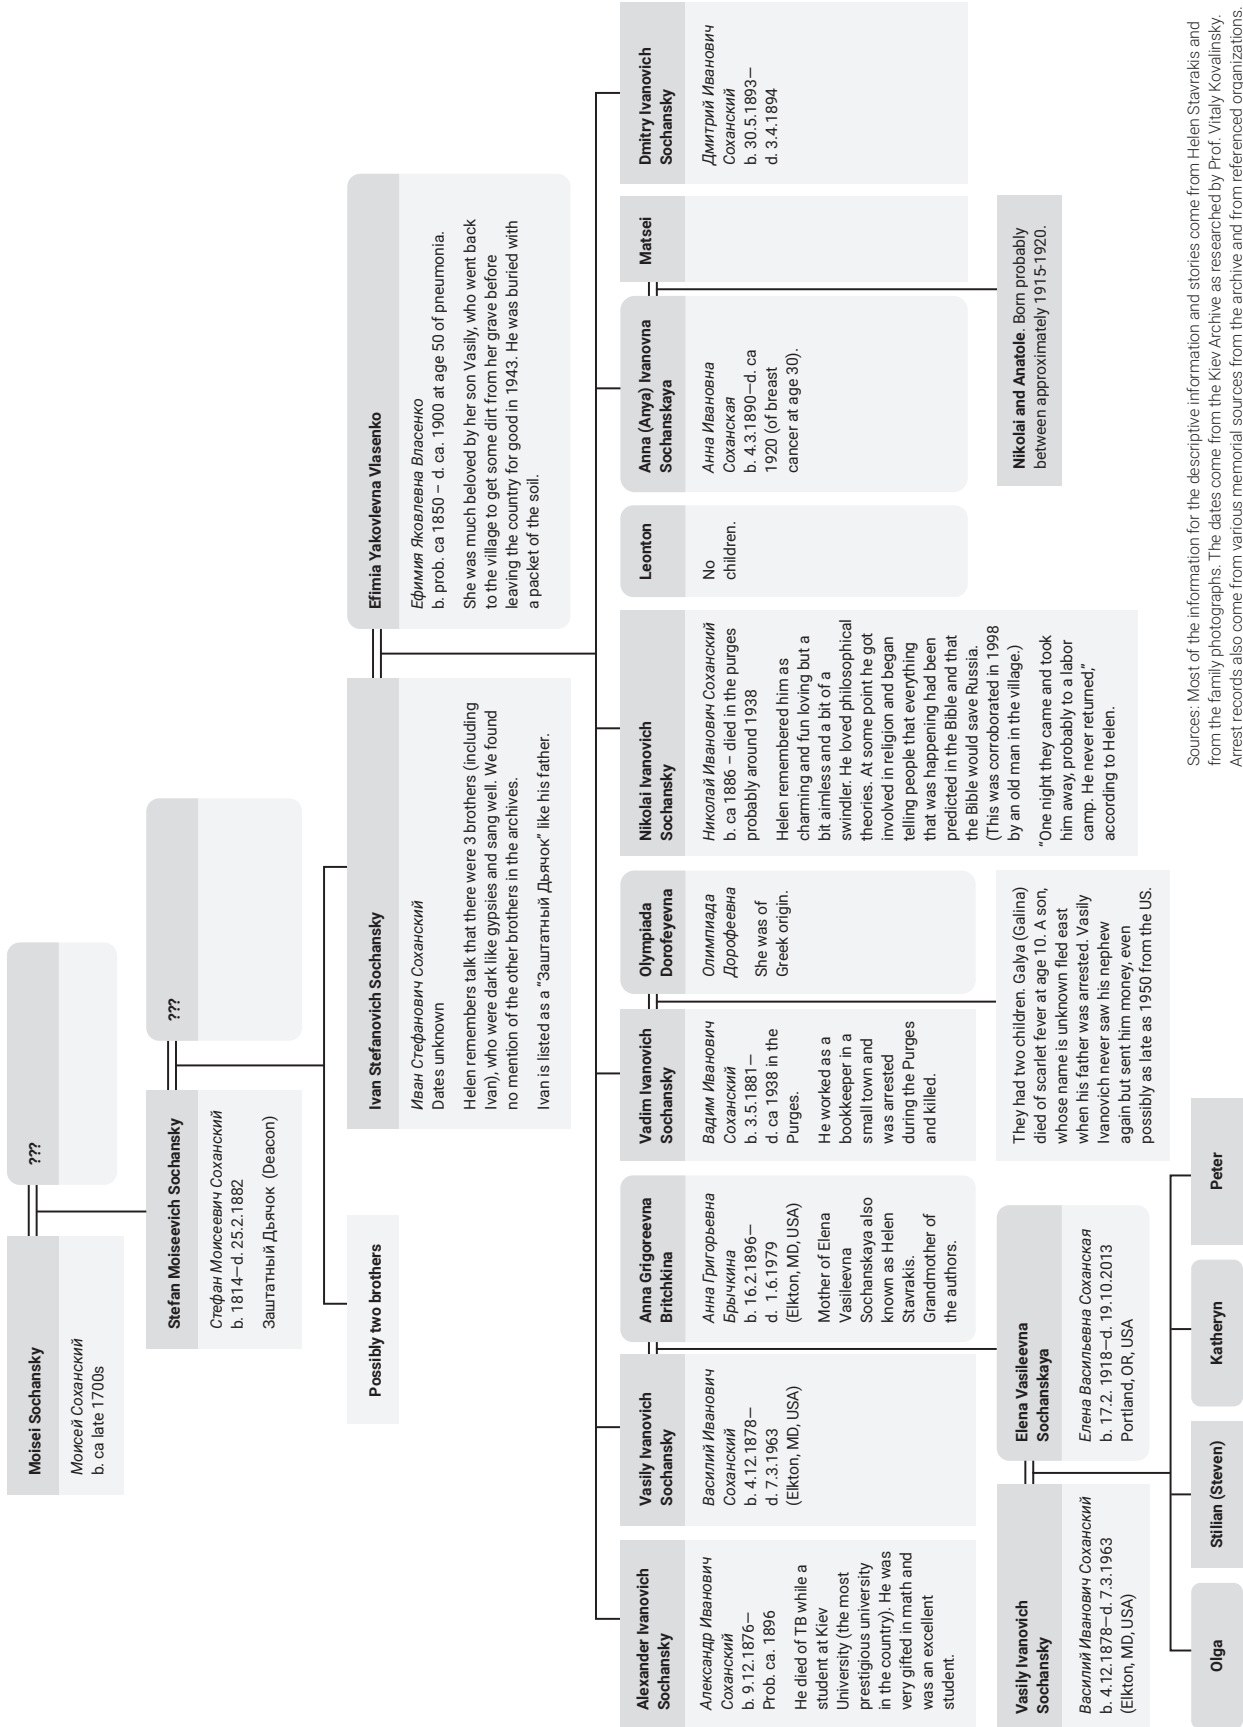 Moisei Sochansky
Моисей Соханский
b. ca late 1700s
???
Stefan Moiseevich Sochansky
Стефан Моисеевич Соханский
b. 1814—d. 25.2.1882
Заштатный Дьячок (Deacon)
???
Possibly two brothers
Ivan Stefanovich Sochansky
Иван Стефанович Соханский
Dates unknown
Helen remembers talk that there were 3 brothers (including
Ivan), who were dark like gypsies and sang well. We found
no mention of the other brothers in the archives.
Ivan is listed as a “Заштатный Дьячок” like his father.
Efimia Yakovlevna Vlasenko
Ефимия Яковлевна Власенко
b. prob. ca 1850 – d. ca. 1900 at age 50 of pneumonia.
She was much beloved by her son Vasily, who went back
to the village to get some dirt from her grave before
leaving the country for good in 1943. He was buried with
a packet of the soil.
Alexander Ivanovich
Sochansky
Александр Иванович
Соханский
b. 9.12.1876—
Prob. ca. 1896
He died of TB while a
student at Kiev
University (the most
prestigious university
in the country). He was
very gifted in math and
was an excellent
student.
Vasily Ivanovich
Sochansky
Василий Иванович
Соханский
b. 4.12.1878—
d. 7.3.1963
(Elkton, MD, USA)
Anna Grigoreevna
Britchkina
Анна Григорьевна
Брычкина
b. 16.2.1896—
d. 1.6.1979
(Elkton, MD, USA)
Mother of Elena
Vasileevna
Sochanskaya also
known as Helen
Stavrakis.
Grandmother of
the authors.
Vadim Ivanovich
Sochansky
Вадим Иванович
Соханский
b. 3.5.1881—
d. ca 1938 in the
Purges.
He worked as a
bookkeeper in a
small town and
was arrested
during the Purges
and killed.
Olympiada
Dorofeyevna
Олимпиада
Дорофеевна
She was of
Greek origin.
Nikolai Ivanovich
Sochansky
Николай Иванович Соханский
b. ca 1886 – died in the purges
probably around 1938
Helen remembered him as
charming and fun loving but a
bit aimless and a bit of a
swindler. He loved philosophical
theories. At some point he got
involved in religion and began
telling people that everything
that was happening had been
predicted in the Bible and that
the Bible would save Russia.
(This was corroborated in 1998
by an old man in the village.)
“One night they came and took
him away, probably to a labor
camp. He never returned,”
according to Helen.
Leonton
No
children.
Anna (Anya) Ivanovna
Sochanskaya
Анна Ивановна
Соханская
b. 4.3.1890—d. ca
1920 (of breast
cancer at age 30).
Matsei
Dmitry Ivanovich
Sochansky
Дмитрий Иванович
Соханский
b. 30.5.1893—
d. 3.4.1894
Vasily Ivanovich
Sochansky
Василий Иванович Соханский
b. 4.12.1878—d. 7.3.1963
(Elkton, MD, USA)
Elena Vasileevna
Sochanskaya
Елена Васильевна Соханская
b. 17.2. 1918—d. 19.10.2013
Portland, OR, USA
They had two children. Galya (Galina)
died of scarlet fever at age 10. A son,
whose name is unknown fled east
when his father was arrested. Vasily
Ivanovich never saw his nephew
again but sent him money, even
possibly as late as 1950 from the US.
Nikolai and Anatole. Born probably
between approximately 1915-1920.
Olga
Stilian (Steven)
Katheryn
Peter
Sources: Most of the information for the descriptive information and stories come from Helen Stavrakis and
from the family photographs. The dates come from the Kiev Archive as researched by Prof. Vitaly Kovalinsky.
Arrest records also come from various memorial sources from the archive and from referenced organizations.